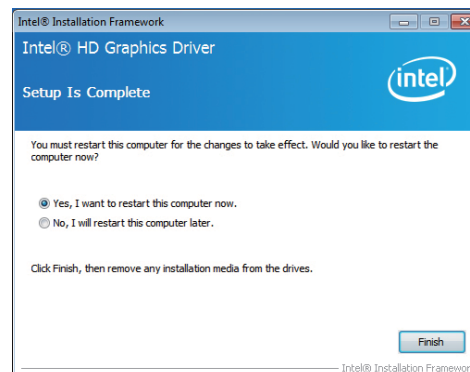 Intel® Installation Framework
Intel® HD Graphics Driver
intel
Setup Is Complete
You must restart this computer for the changes to take effect. Would you like to restart the
computer now?
Yes, I want to restart this computer now.
No, I will restart this computer later.
Click Finish, then remove any installation media from the drives.
Finish
Intel® Installation Framewor